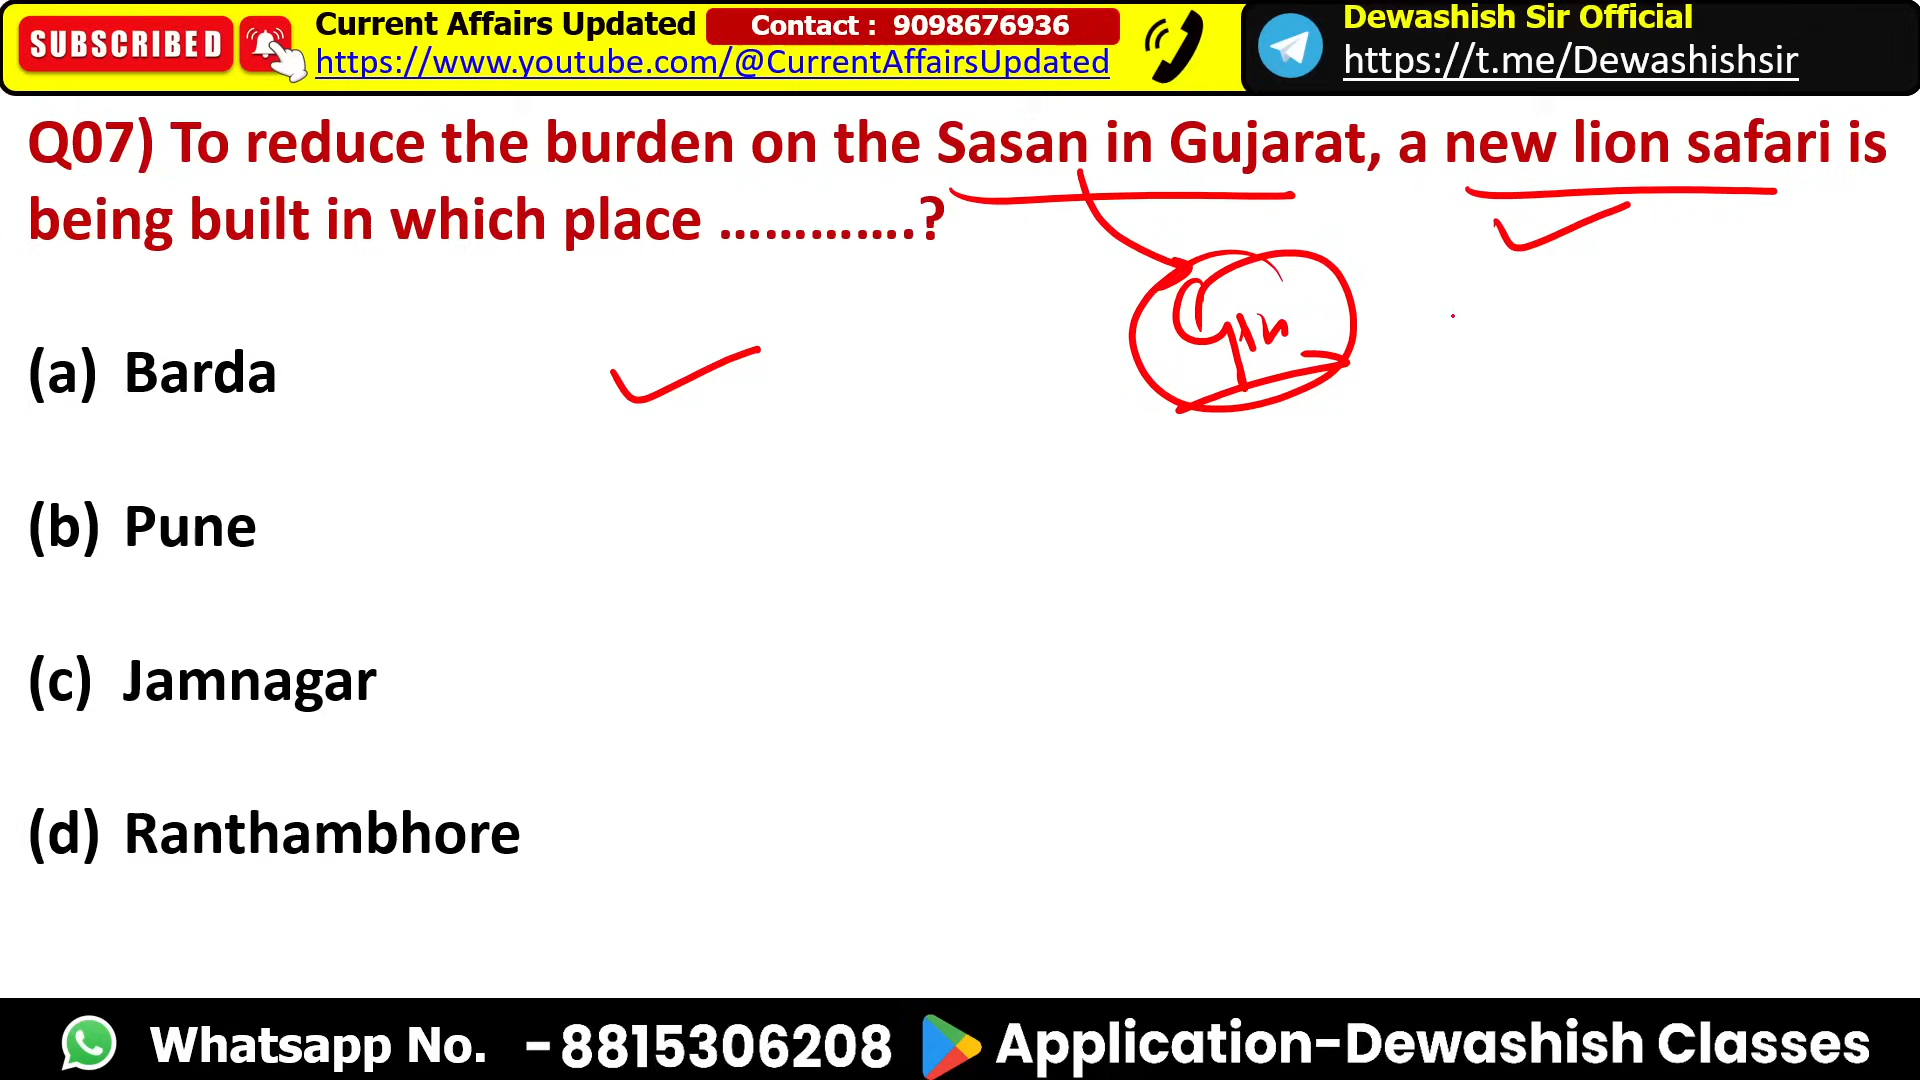 SUBSCRIBED
Current Affairs Updated
Contact : 9098676936
https://www.youtube.com/@CurrentAffairsUpdated
Dewashish Sir Official
https://t.me/Dewashishsir
Q07) To reduce the burden on the Sasan in Gujarat, a new lion safari is
being built in which place ………….?
(a) Barda
(b) Pune
(c) Jamnagar
(d) Ranthambhore
Whatsapp No. -8815306208
Application-Dewashish Classes